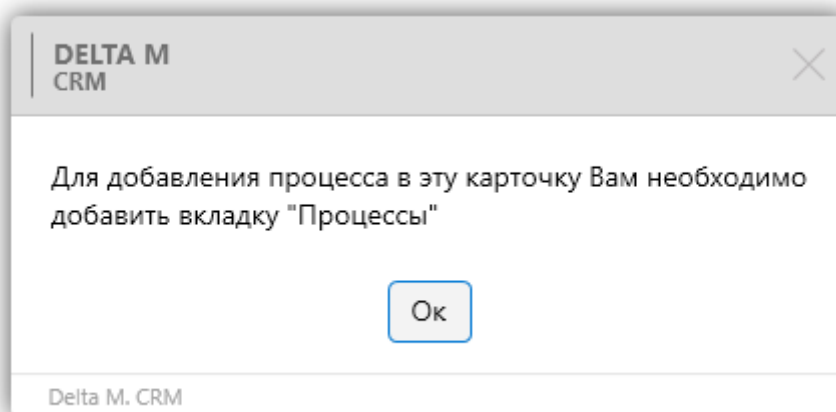 DELTA M
CRM
Для добавления процесса в эту карточку Вам необходимо
добавить вкладку "Процессы"
Ок
Delta M. CRM